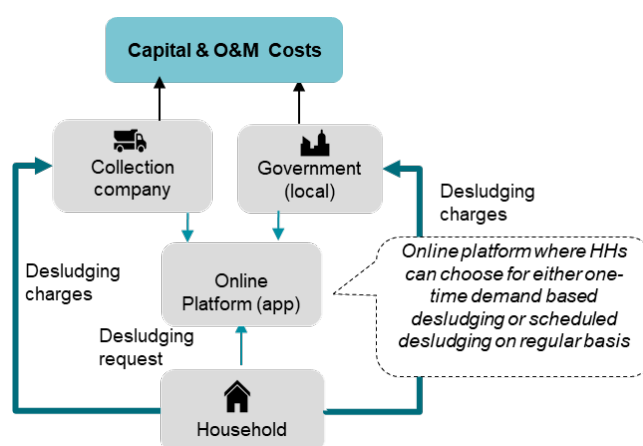 Capital & O&M  Costs
Collection
company
Government
(local)
Desludging
charges
Online platform where HHs
can choose for either one-
time demand based
desludging or scheduled
desludging on regular basis
Desludging
charges
Online
Platform (app)
Desludging
request
Household